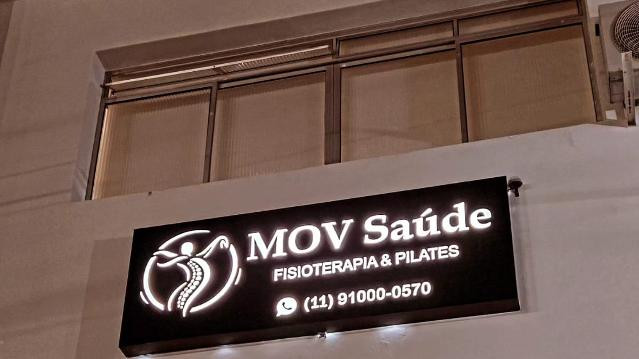 MOV Saúde
FISIOTERAPIA & PILATES
(11) 91000-0570